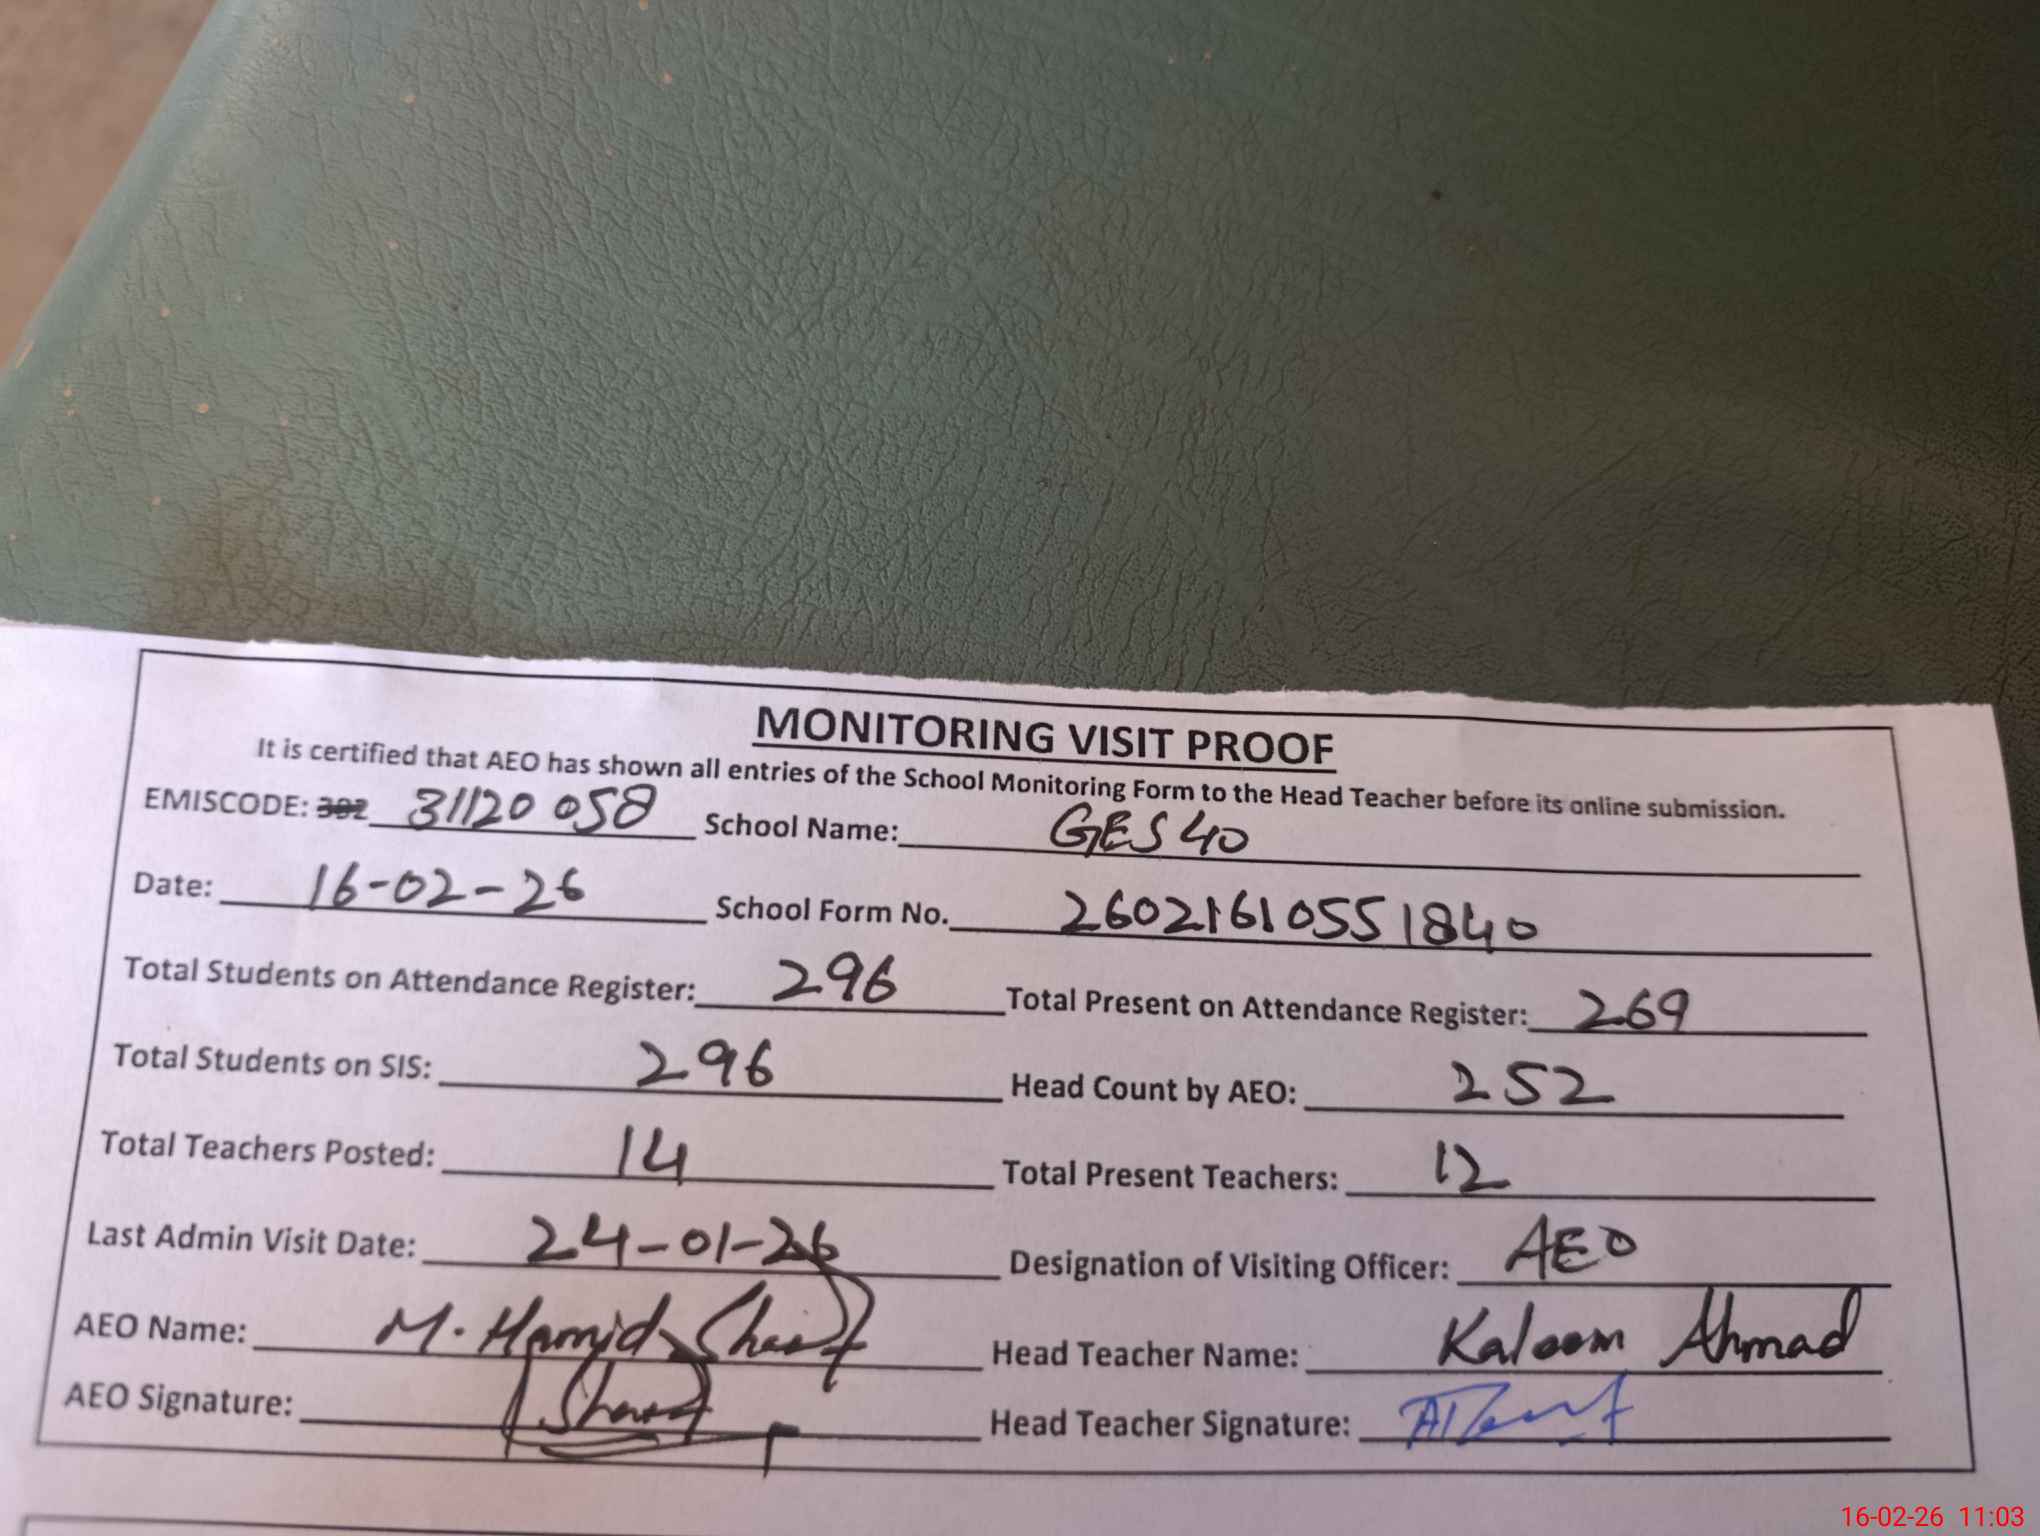 MONITORING VISIT PROOF
It is certified that AEO has shown all entries of the School Monitoring Form to the Head Teacher before its online submission.
EMISCODE: 302 31120 058 School Name: GES 40
Date: 16-02-26 School Form No. 26021610551840
Total Students on Attendance Register: 296 Total Present on Attendance Register: 269
Total Students on SIS: 296 Head Count by AEO: 252
Total Teachers Posted: 14 Total Present Teachers: 12
Last Admin Visit Date: 24-01-26 Designation of Visiting Officer: AEO
AEO Name: M. Hamid Sharif Head Teacher Name: Kaleem Ahmad
AEO Signature: Head Teacher Signature:
16-02-26 11:03